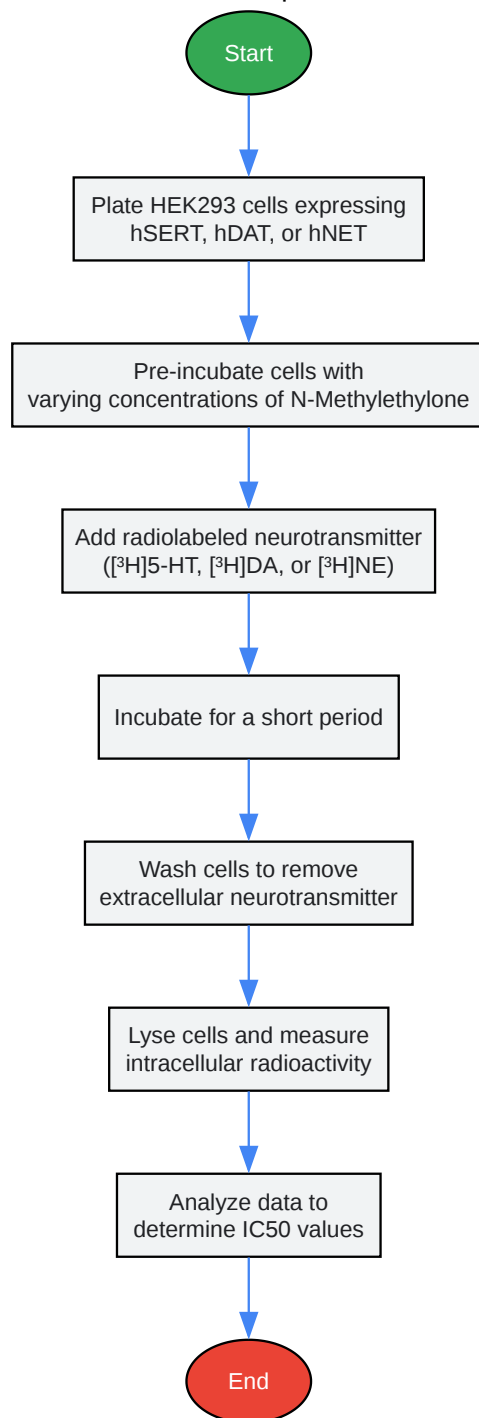 Start
Plate HEK293 cells expressing
hSERT, hDAT, or hNET
Pre-incubate cells with
varying concentrations of N-Methylethylone
Add radiolabeled neurotransmitter
([³H]5-HT, [³H]DA, or [³H]NE)
Incubate for a short period
Wash cells to remove
extracellular neurotransmitter
Lyse cells and measure
intracellular radioactivity
Analyze data to
determine IC50 values
End